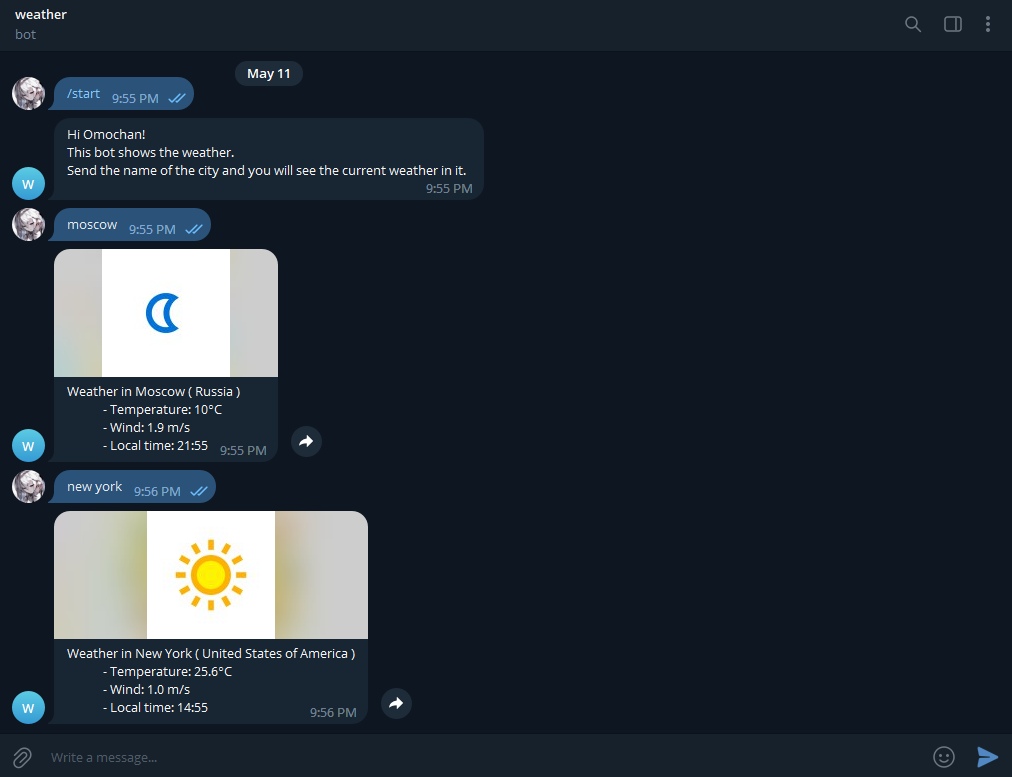 weather
bot
May 11
/start 9:55 PM
Hi Omochan!
This bot shows the weather.
Send the name of the city and you will see the current weather in it.
9:55 PM
W
moscow 9:55 PM
Weather in Moscow ( Russia )
- Temperature: 10°C
- Wind: 1.9 m/s
- Local time: 21:55 9:55 PM
W
new york 9:56 PM
Weather in New York ( United States of America )
- Temperature: 25.6°C
- Wind: 1.0 m/s
- Local time: 14:55 9:56 PM
W
Write a message...